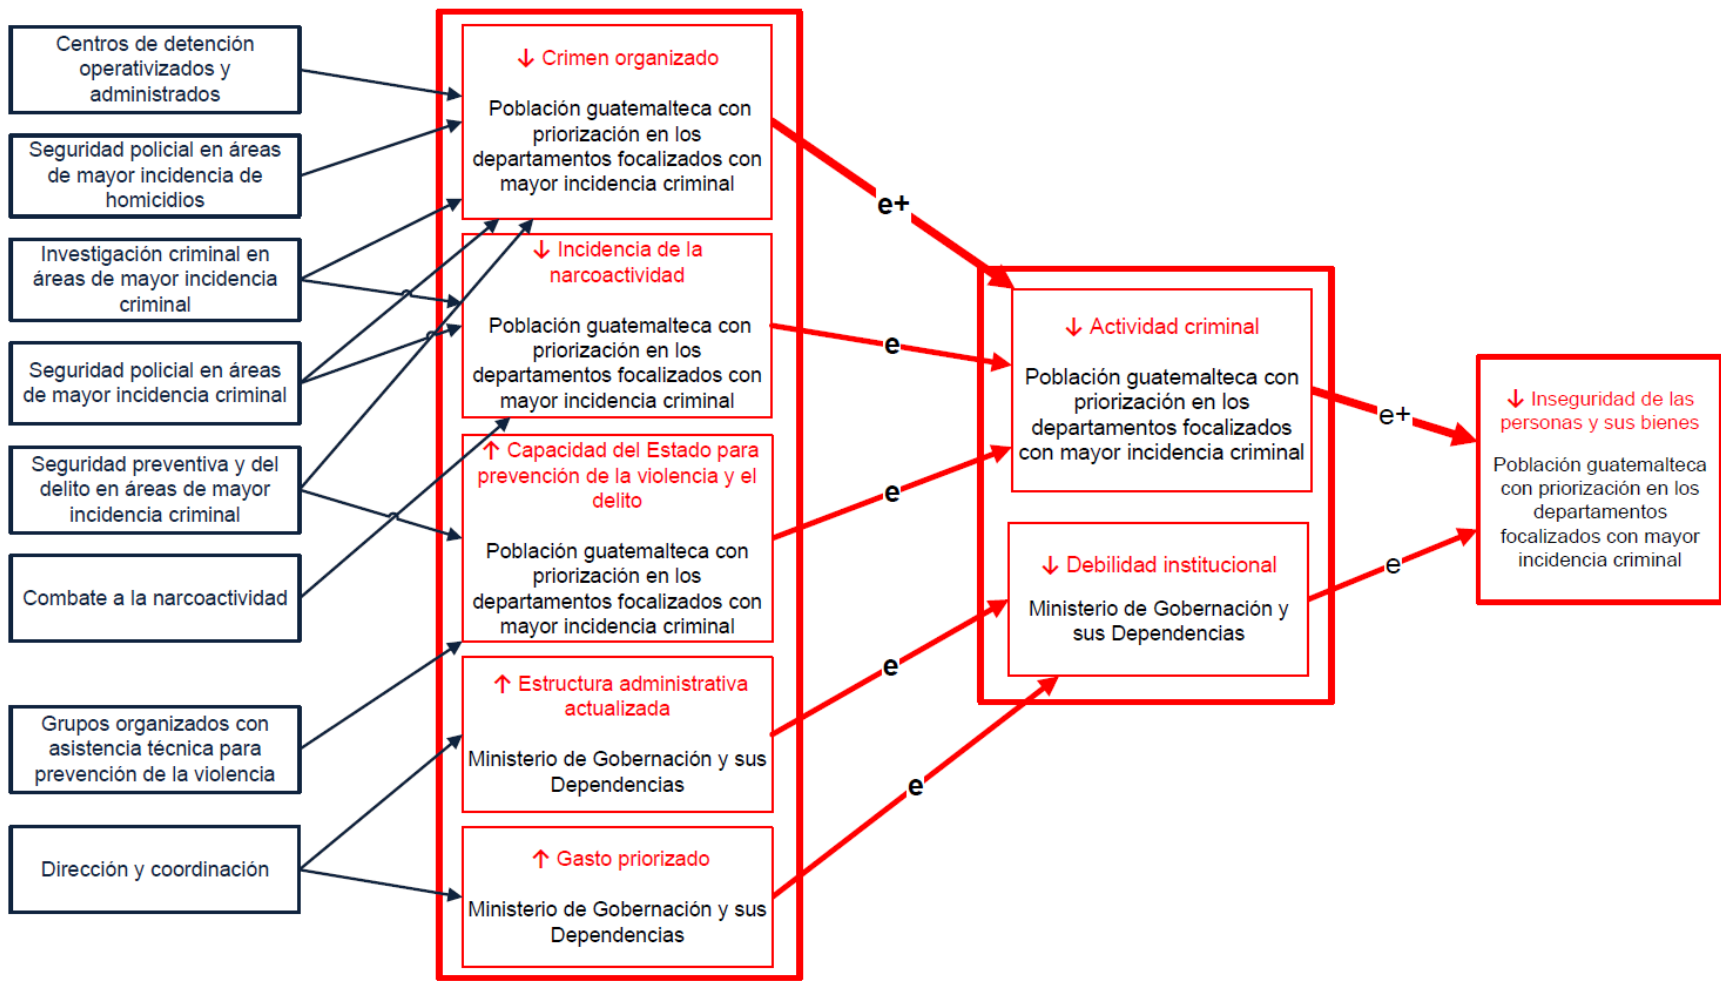 Centros de detención
operativizados y
administrados
Seguridad policial en áreas
de mayor incidencia de
homicidios
Investigación criminal en
áreas de mayor incidencia
criminal
Seguridad policial en áreas
de mayor incidencia criminal
Seguridad preventiva y del
delito en áreas de mayor
incidencia criminal
Combate a la narcoactividad
Grupos organizados con
asistencia técnica para
prevención de la violencia
Dirección y coordinación
↓ Crimen organizado
Población guatemalteca con
priorización en los
departamentos focalizados con
mayor incidencia criminal
↓ Incidencia de la
narcoactividad
Población guatemalteca con
priorización en los
departamentos focalizados con
mayor incidencia criminal
↑ Capacidad del Estado para
prevención de la violencia y el
delito
Población guatemalteca con
priorización en los
departamentos focalizados con
mayor incidencia criminal
↑ Estructura administrativa
actualizada
Ministerio de Gobernación y sus
Dependencias
↑ Gasto priorizado
Ministerio de Gobernación y sus
Dependencias
e+
e
e
e
e
↓ Actividad criminal
Población guatemalteca con
priorización en los
departamentos focalizados
con mayor incidencia criminal
↓ Debilidad institucional
Ministerio de Gobernación y
sus Dependencias
e+
e
↓ Inseguridad de las
personas y sus bienes
Población guatemalteca
con priorización en los
departamentos
focalizados con mayor
incidencia criminal